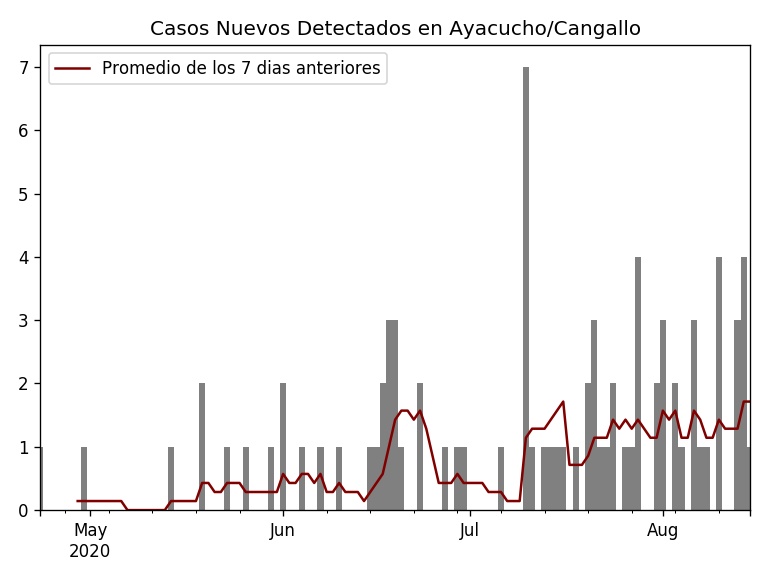 Casos Nuevos Detectados en Ayacucho/Cangallo
Promedio de los 7 dias anteriores
7
6
5
4
3
2
1
0
May
2020
Jun
Jul
Aug